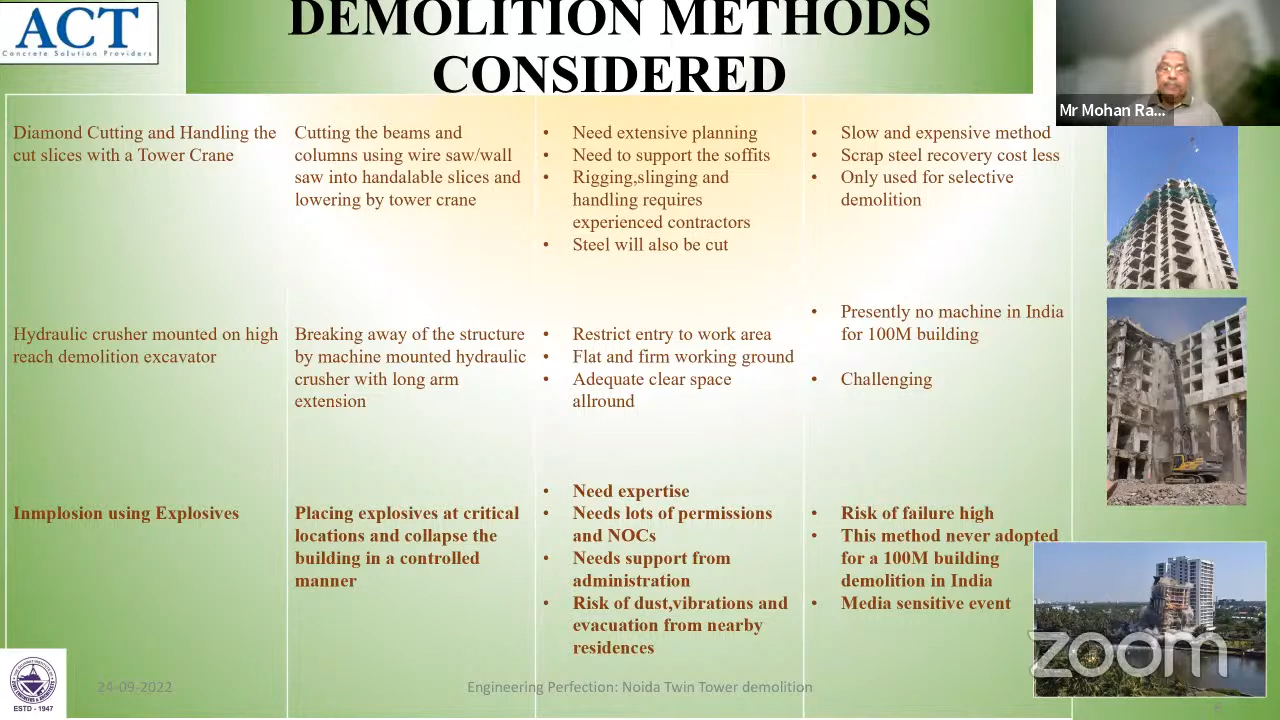 ACT
Concrete Solution Providers
DEMOLITION METHODS
CONSIDERED
Mr Mohan Ra...
Diamond Cutting and Handling the
cut slices with a Tower Crane
Cutting the beams and
columns using wire saw/wall
saw into handalable slices and
lowering by tower crane
• Need extensive planning
• Need to support the soffits
• Rigging,slinging and
handling requires
experienced contractors
• Steel will also be cut
• Slow and expensive method
• Scrap steel recovery cost less
• Only used for selective
demolition
Hydraulic crusher mounted on high
reach demolition excavator
Breaking away of the structure
by machine mounted hydraulic
crusher with long arm
extension
• Restrict entry to work area
• Flat and firm working ground
• Adequate clear space
allround
• Presently no machine in India
for 100M building
• Challenging
Inmplosion using Explosives
Placing explosives at critical
locations and collapse the
building in a controlled
manner
• Need expertise
• Needs lots of permissions
and NOCs
• Needs support from
administration
• Risk of dust,vibrations and
evacuation from nearby
residences
• Risk of failure high
• This method never adopted
for a 100M building
demolition in India
• Media sensitive event
zoom
ESTD - 1947
24-09-2022
Engineering Perfection: Noida Twin Tower demolition